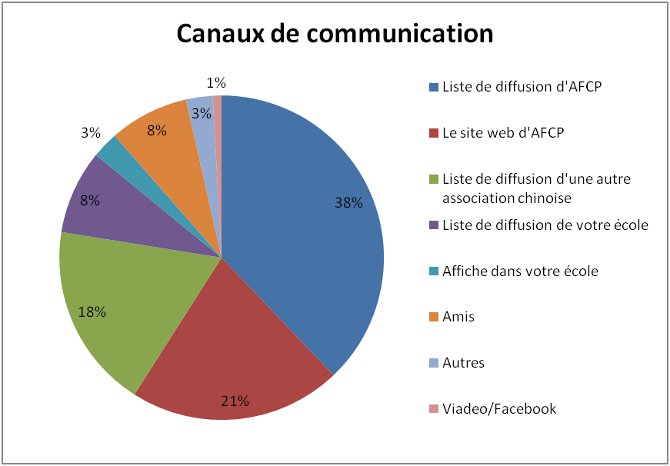 Canaux de communication
1%
3%
8%
3%
8%
18%
21%
38%
Liste de diffusion d'AFCP
Le site web d'AFCP
Liste de diffusion d'une autre
association chinoise
Liste de diffusion de votre école
Affiche dans votre école
Amis
Autres
Viadeo/Facebook